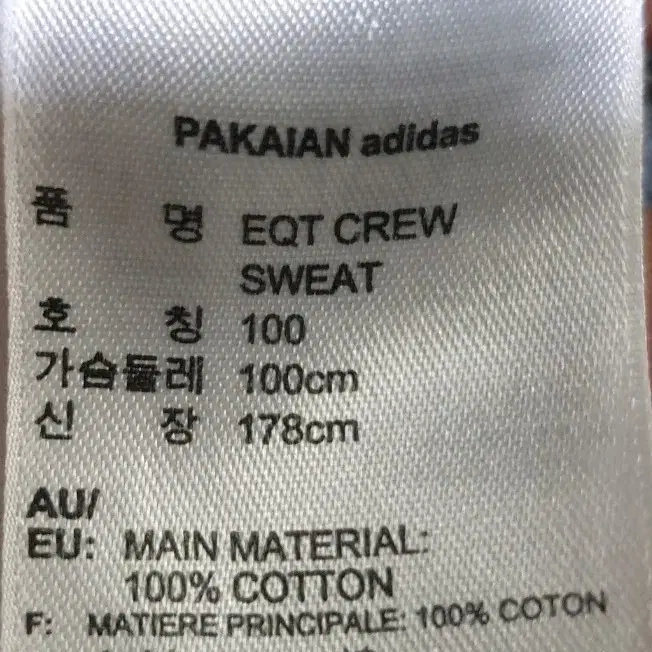 PAKAIAN adidas
품 명 EQT CREW
SWEAT
호 칭 100
가슴둘레 100cm
신 장 178cm
AU/
EU: MAIN MATERIAL:
100% COTTON
F: MATIERE PRINCIPALE: 100% COTON